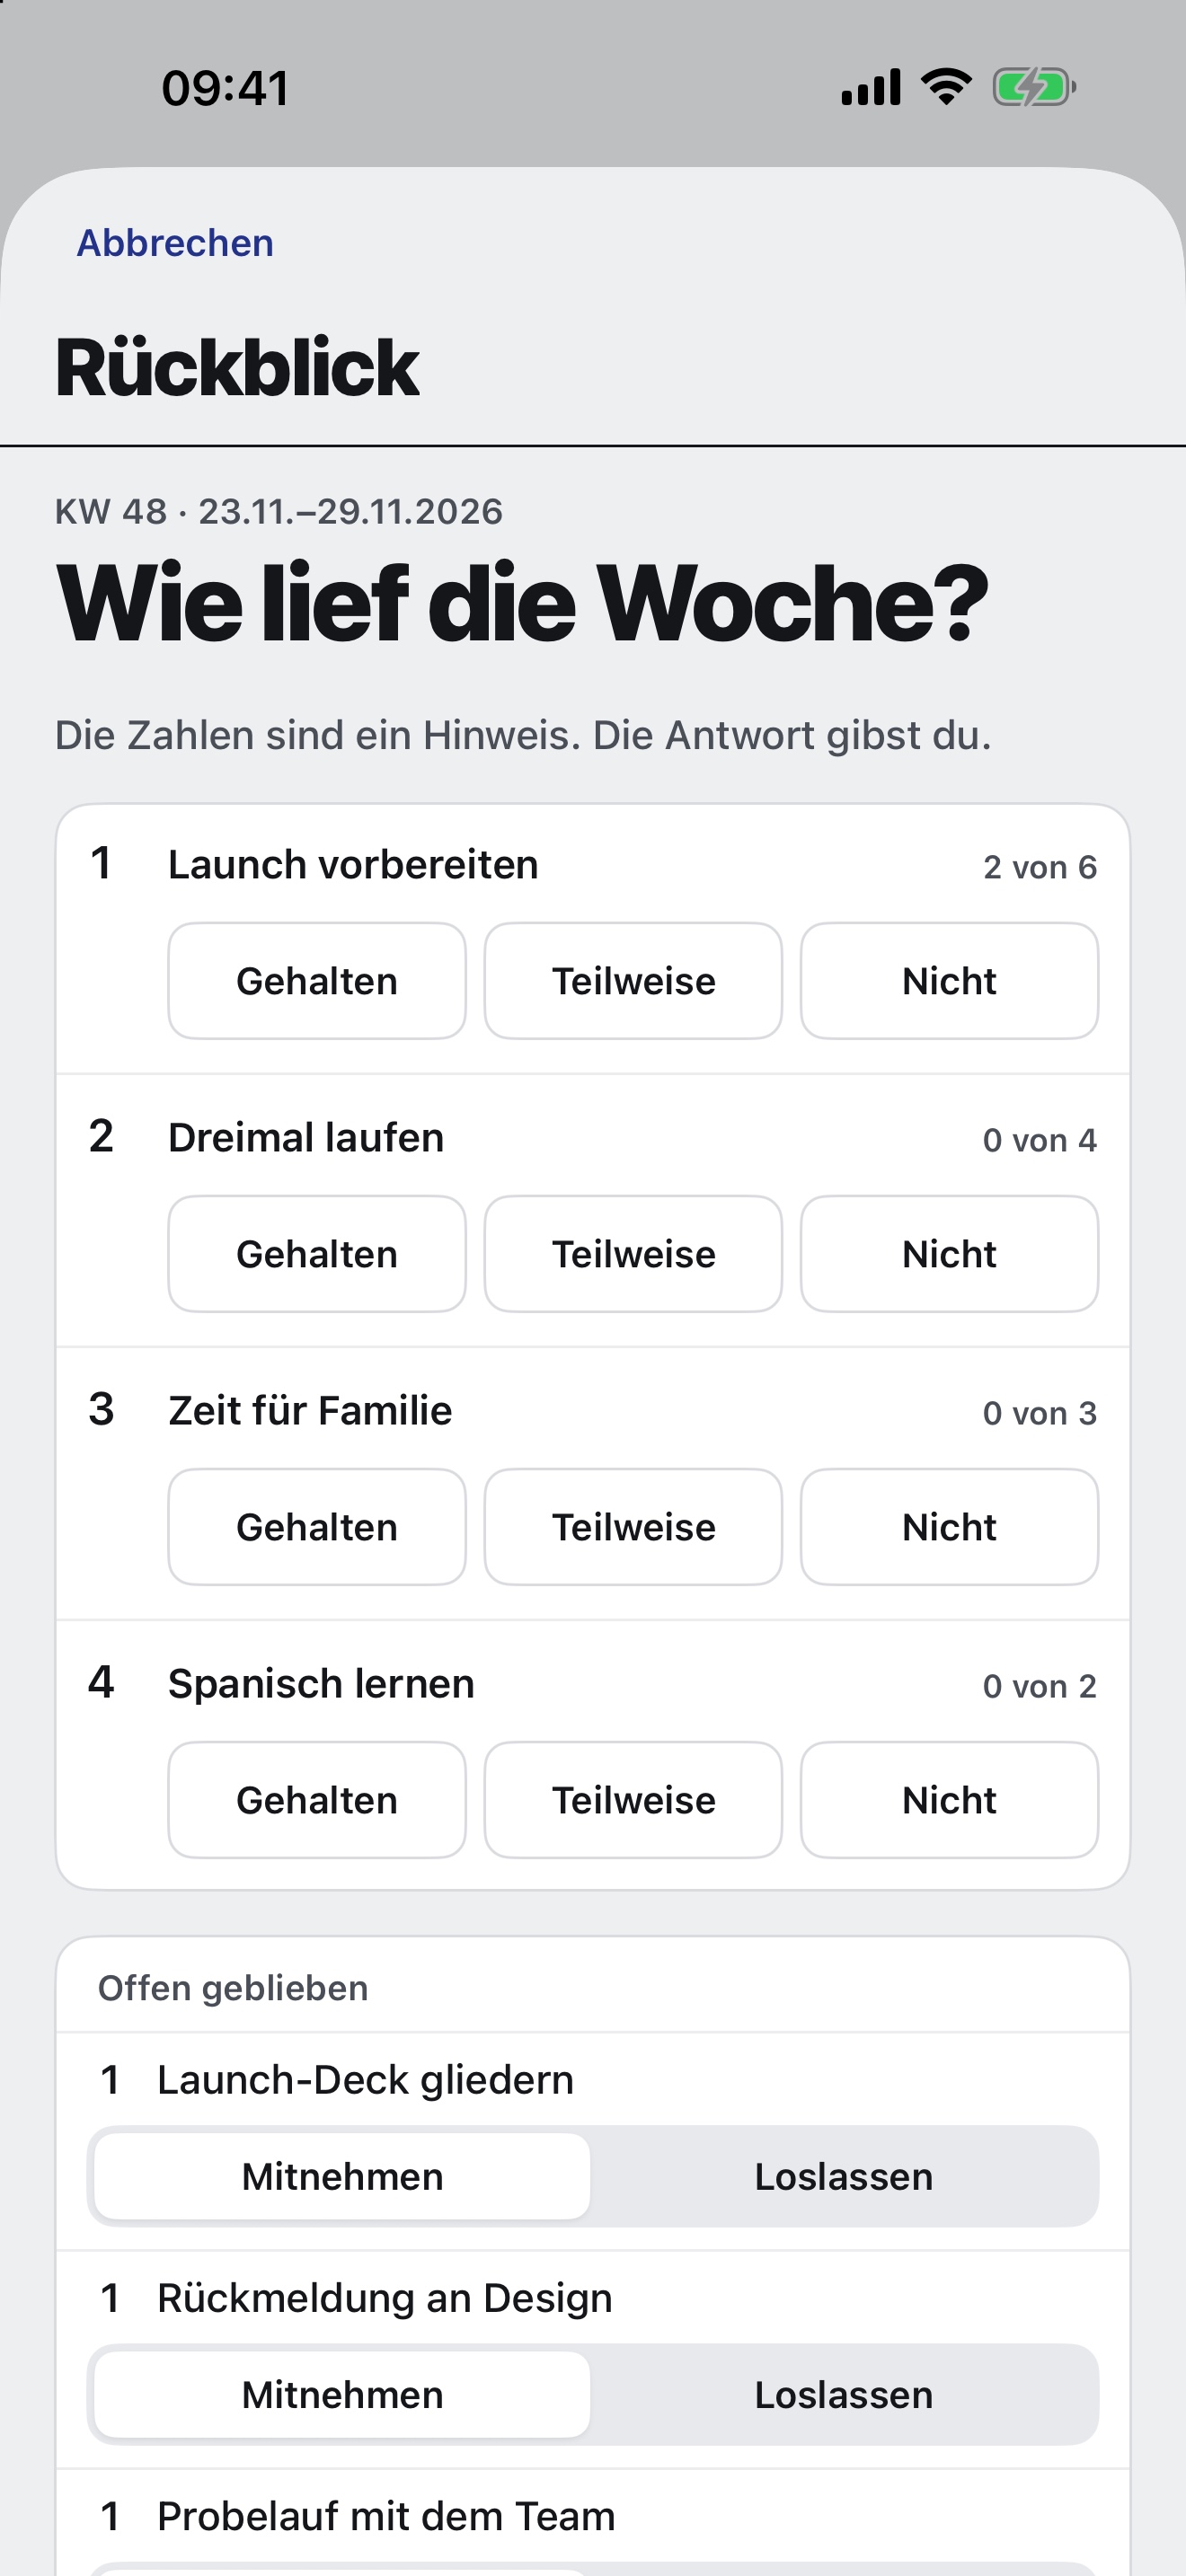 09:41
Abbrechen
Rückblick
KW 48 · 23.11.–29.11.2026
Wie lief die Woche?
Die Zahlen sind ein Hinweis. Die Antwort gibst du.
1 Launch vorbereiten 2 von 6
Gehalten Teilweise Nicht
2 Dreimal laufen 0 von 4
Gehalten Teilweise Nicht
3 Zeit für Familie 0 von 3
Gehalten Teilweise Nicht
4 Spanisch lernen 0 von 2
Gehalten Teilweise Nicht
Offen geblieben
1 Launch-Deck gliedern
Mitnehmen Loslassen
1 Rückmeldung an Design
Mitnehmen Loslassen
1 Probelauf mit dem Team